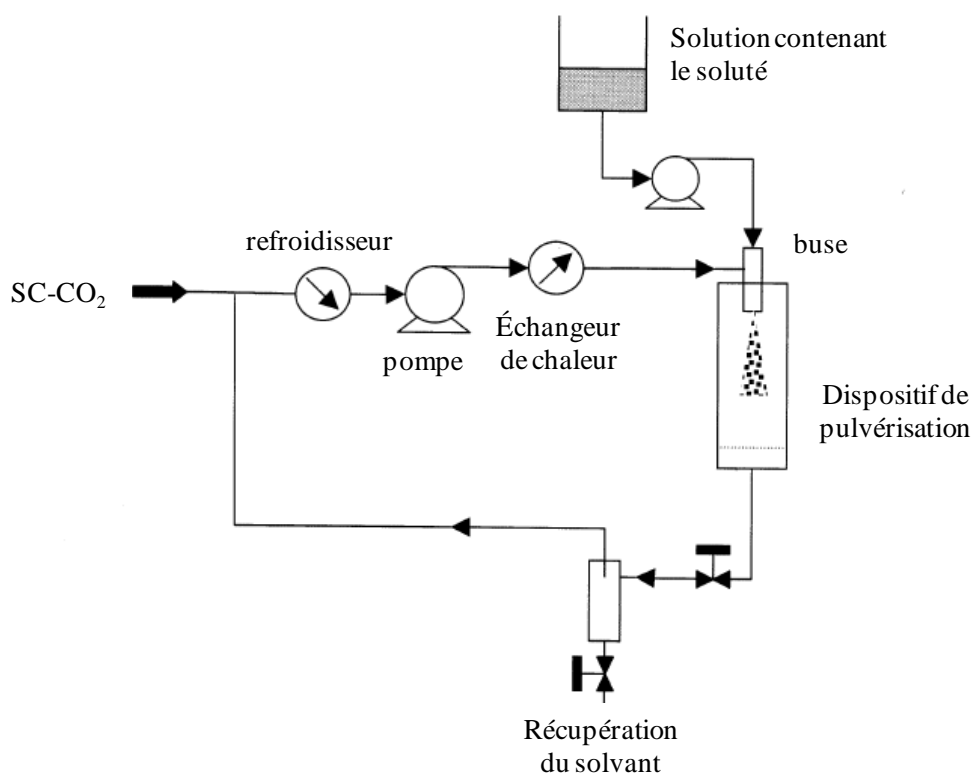 Solution contenant
le soluté
refroidisseur
buse
SC-CO₂
Échangeur
de chaleur
pompe
Dispositif de
pulvérisation
Récupération
du solvant